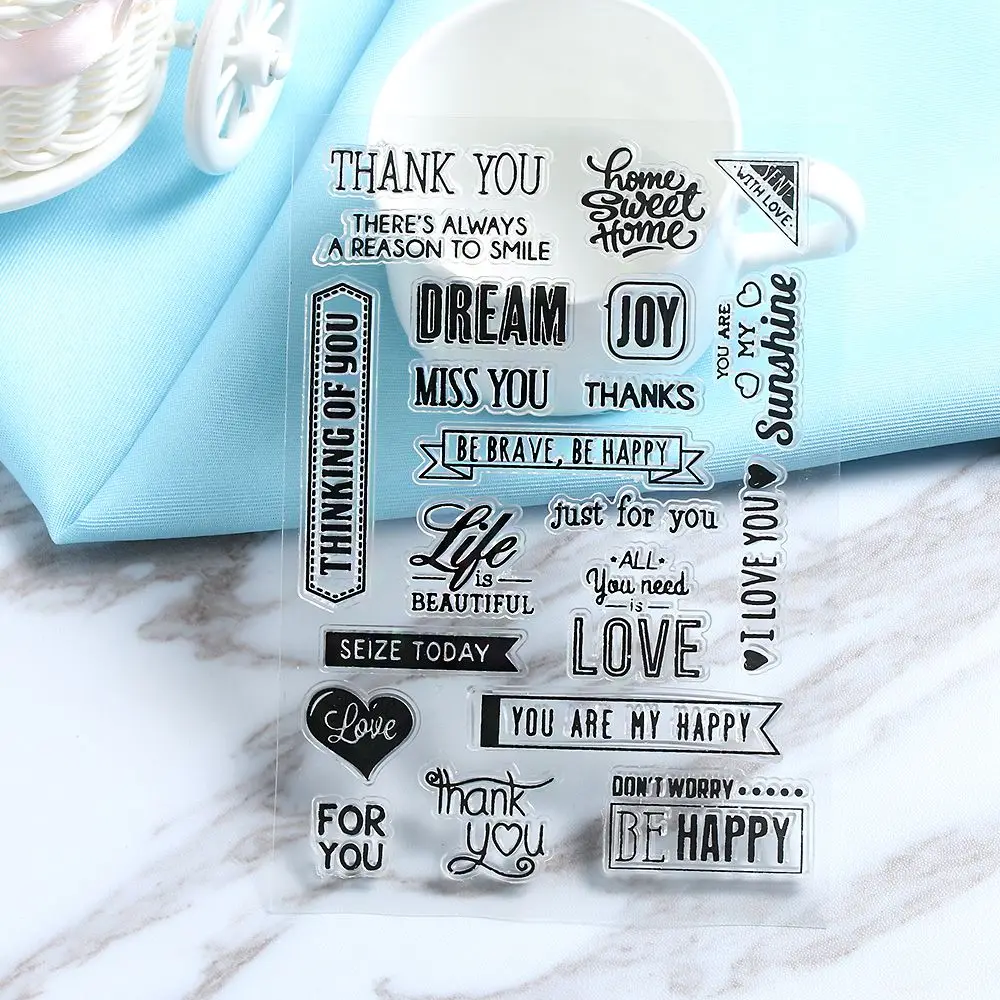 THANK YOU
THERE'S ALWAYS
A REASON TO SMILE
home
Sweet
Home
SENT
WITH LOVE
THINKING OF YOU
DREAM
JOY
YOU ARE
MY
Sunshine
MISS YOU
THANKS
BE BRAVE, BE HAPPY
Life
is
BEAUTIFUL
just for you
ALL
You need
is
LOVE
I LOVE YOU
SEIZE TODAY
Love
YOU ARE MY HAPPY
FOR
YOU
Thank
you
DON'T WORRY.....
BE HAPPY